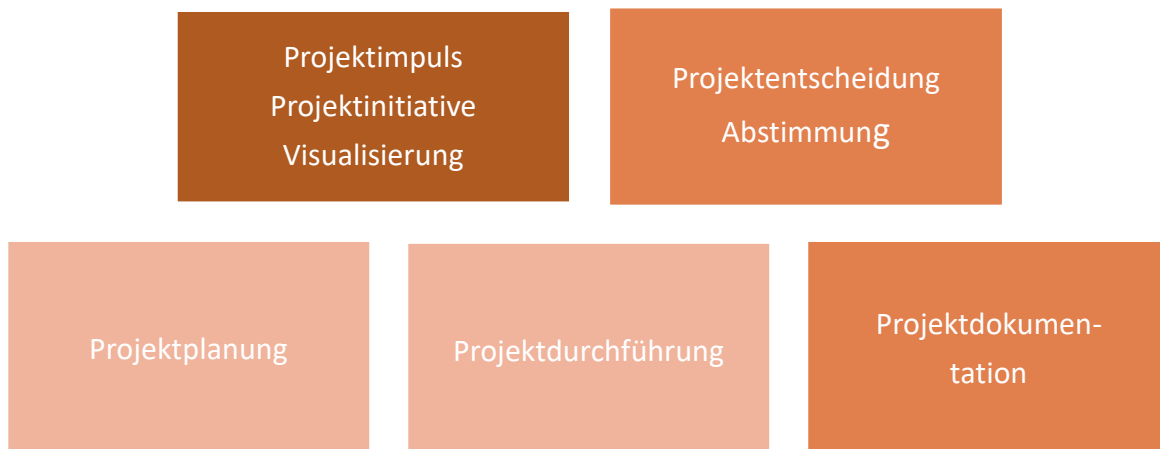 Projektimpuls
Projektinitiative
Visualisierung
Projektentscheidung
Abstimmung
Projektplanung
Projektdurchführung
Projektdokumen-
tation